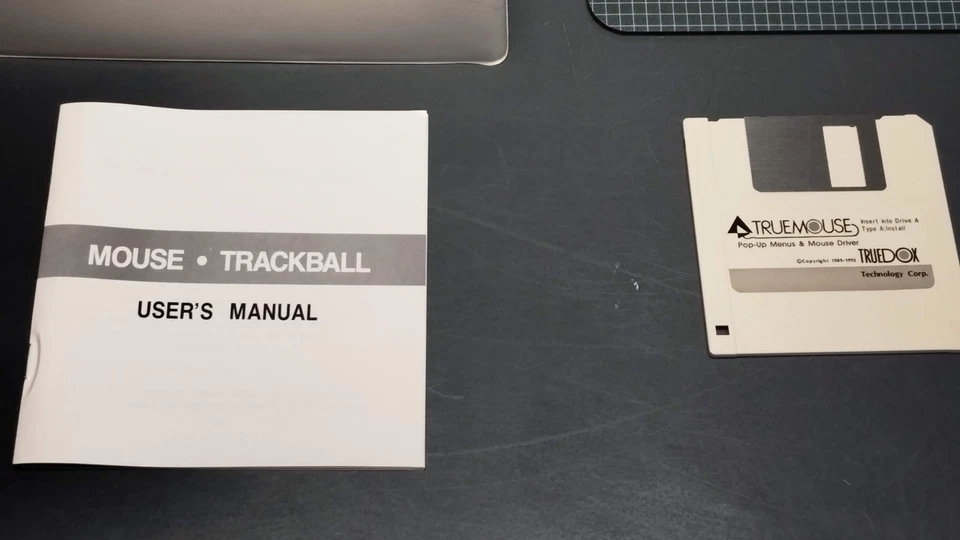 MOUSE • TRACKBALL
USER'S MANUAL
TRUEMOUSE
Insert into Drive A
Type A:Install
Pop-Up Menus & Mouse Driver
©Copyright 1989-1992
TRUEDOX
Technology Corp.